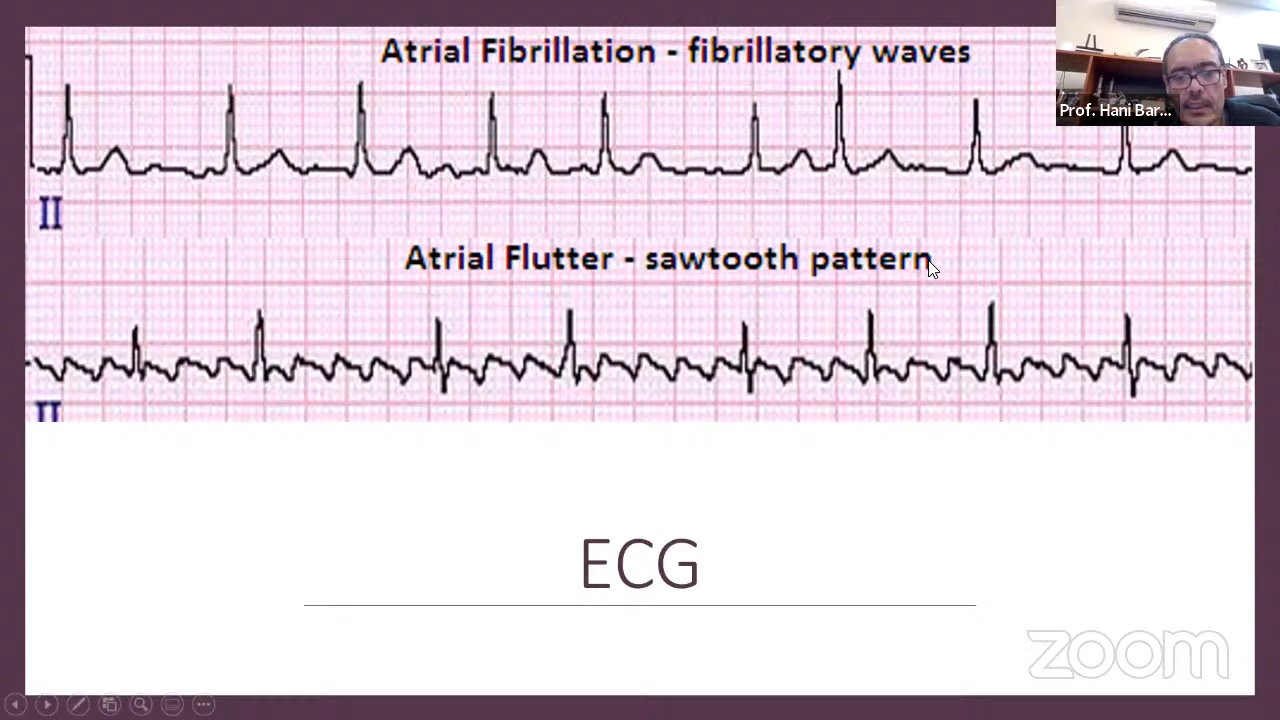 Atrial Fibrillation - fibrillatory waves
Prof. Hani Bar...
II
Atrial Flutter - sawtooth pattern
II
ECG
zoom